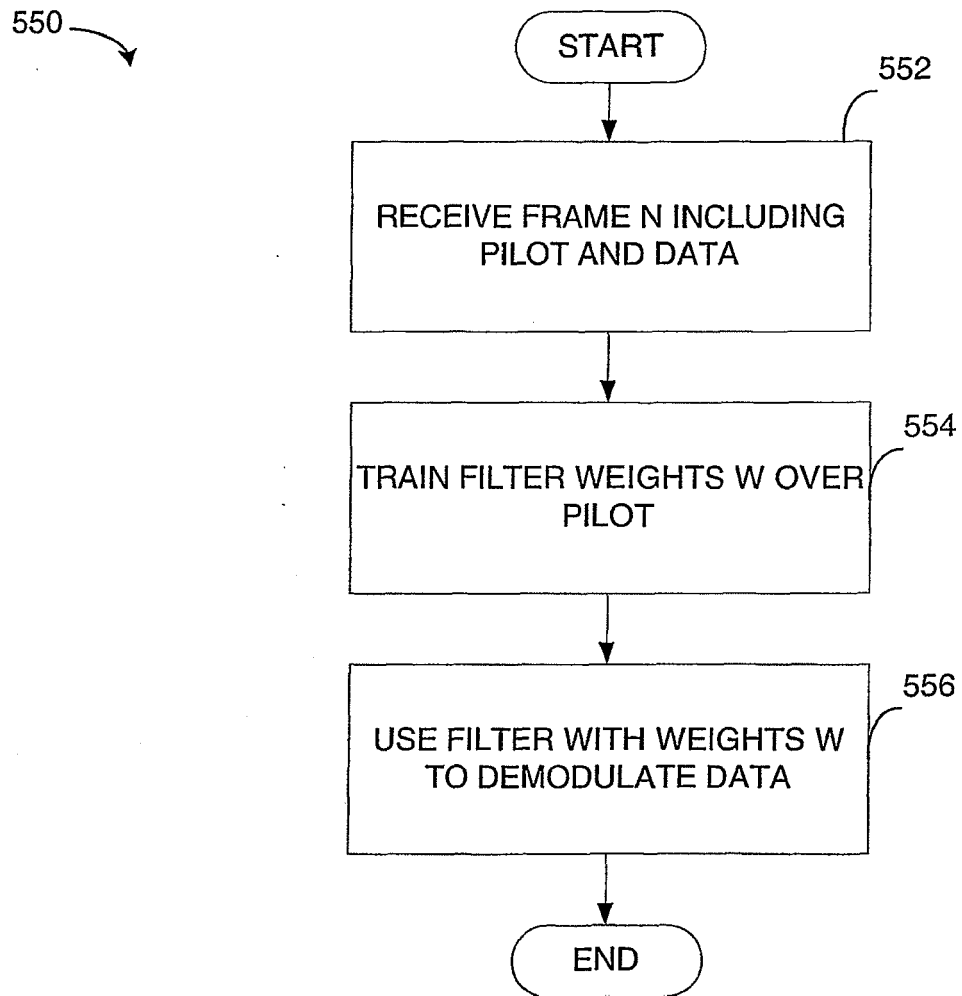 550
START
552
RECEIVE FRAME N INCLUDING
PILOT AND DATA
554
TRAIN FILTER WEIGHTS W OVER
PILOT
556
USE FILTER WITH WEIGHTS W
TO DEMODULATE DATA
END